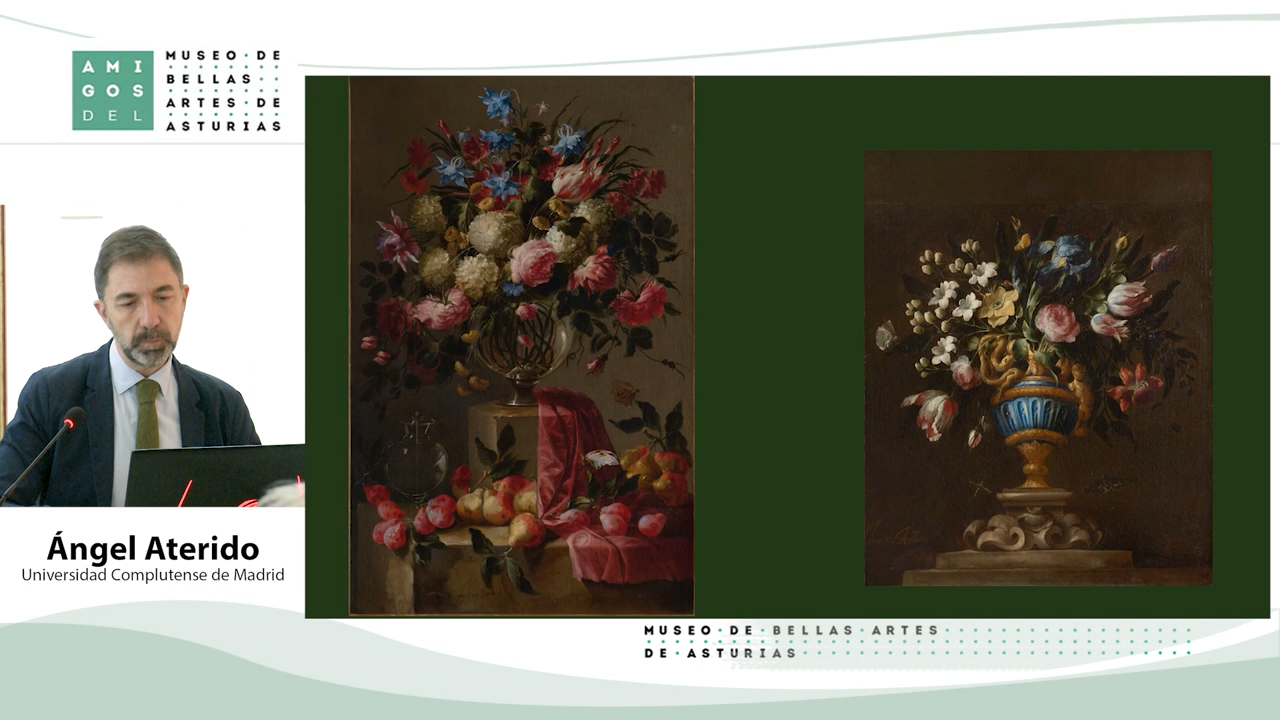 AMI
GOS
DEL
MUSEO DE
BELLAS
ARTES DE
ASTURIAS
Ángel Aterido
Universidad Complutense de Madrid
MUSEO DE BELLAS ARTES
DE ASTURIAS